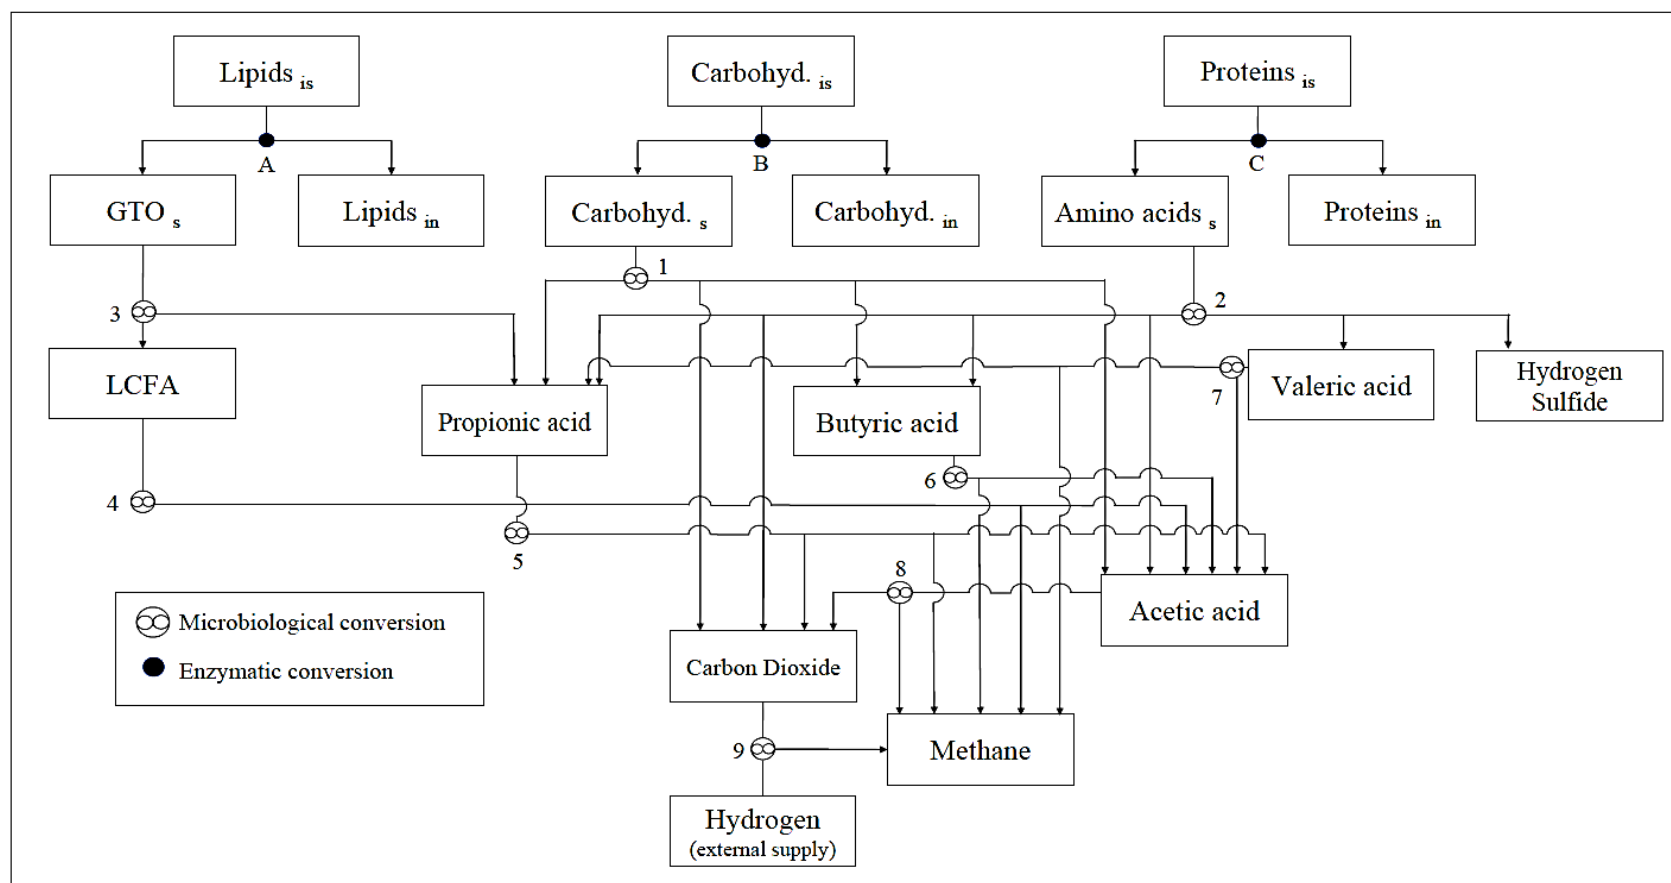 Lipids is
Carbohyd. is
Proteins is
A
B
C
GTO s
Lipids in
Carbohyd. s
Carbohyd. in
Amino acids s
Proteins in
1
2
3
LCFA
Propionic acid
Butyric acid
7
Valeric acid
Hydrogen
Sulfide
4
6
5
8
Acetic acid
Microbiological conversion
Enzymatic conversion
Carbon Dioxide
9
Methane
Hydrogen
(external supply)